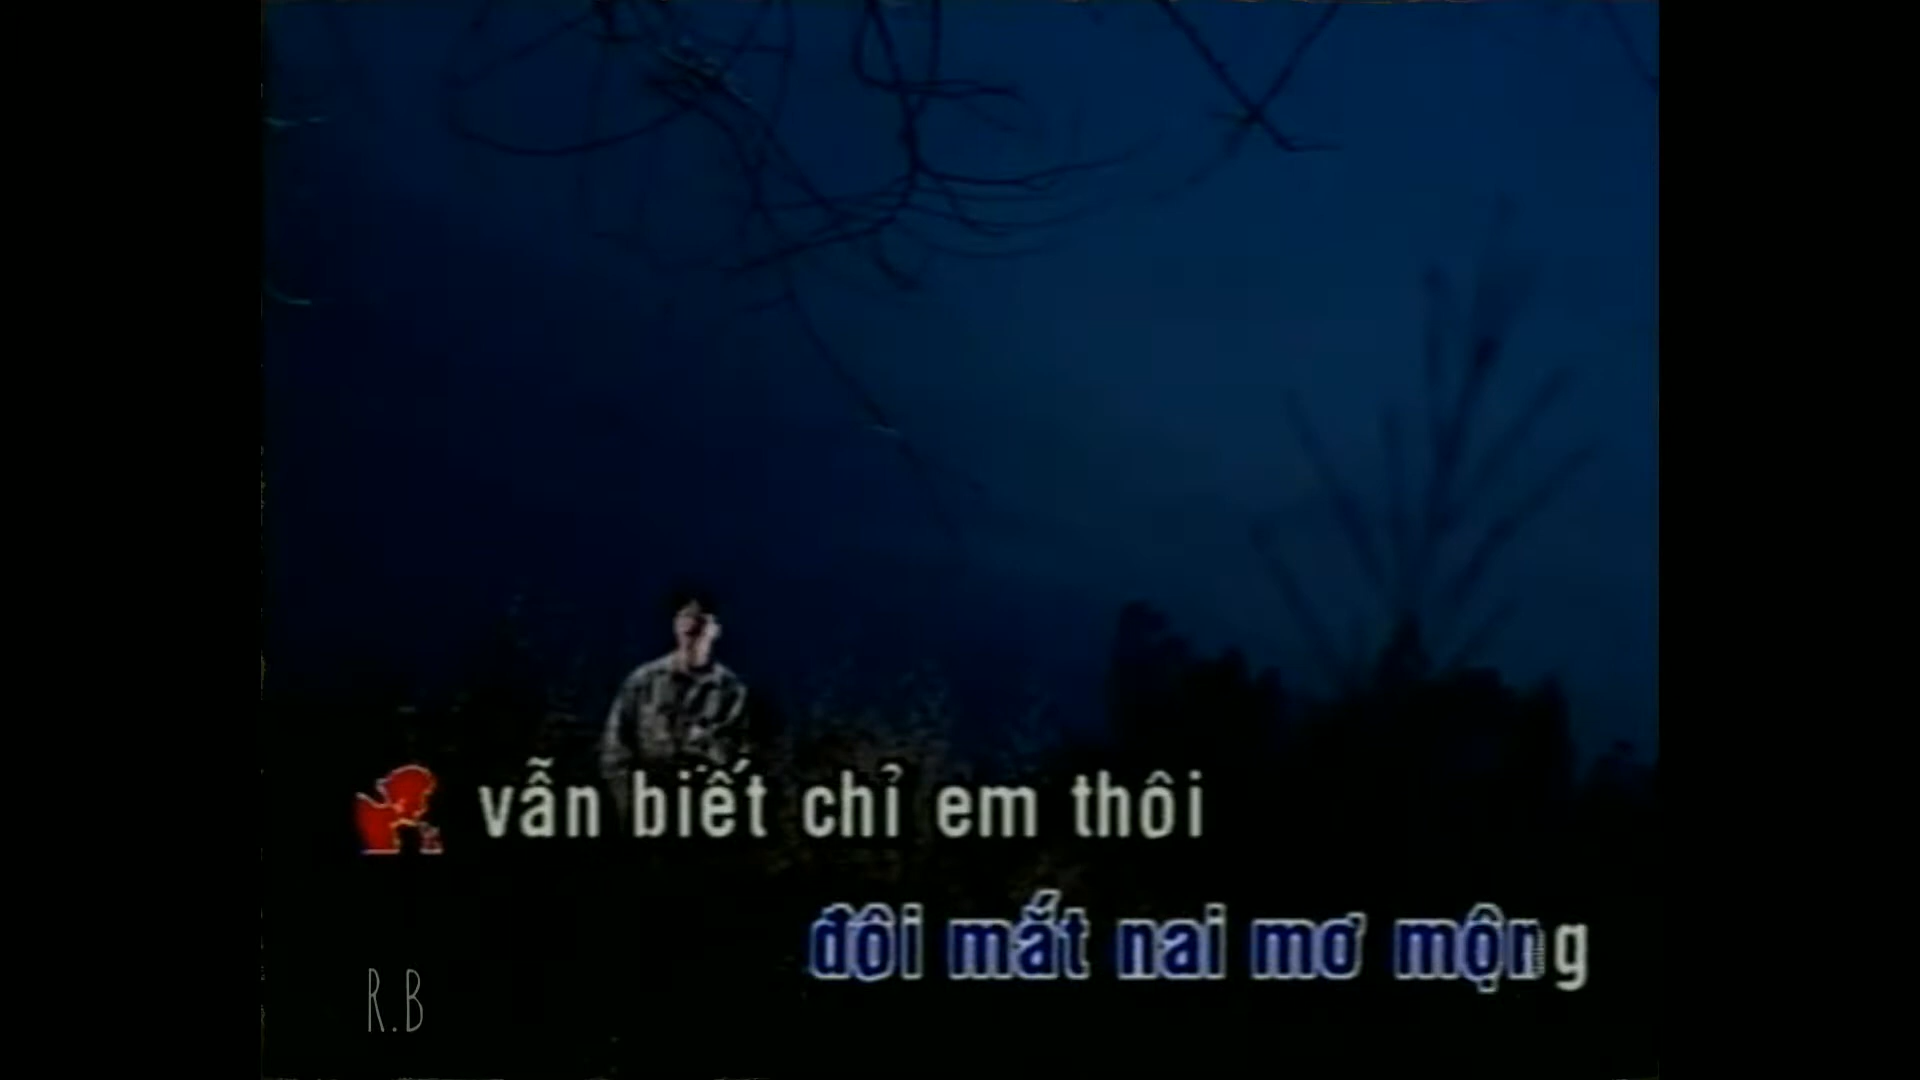 vẫn biết chỉ em thôi
đôi mắt nai mơ mộng
R.B